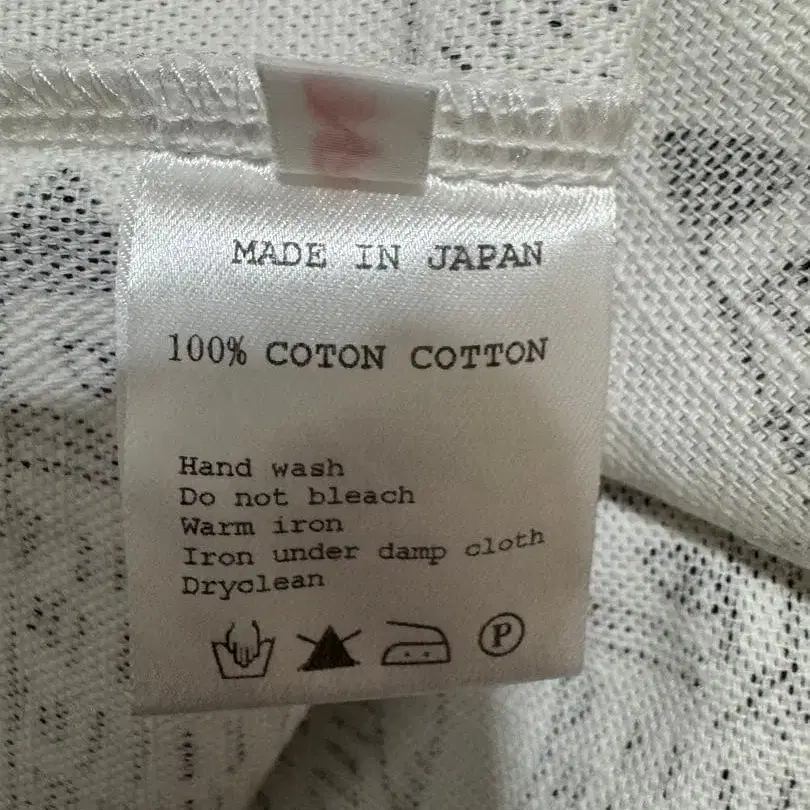 MADE IN JAPAN
100% COTON COTTON
Hand wash
Do not bleach
Warm iron
Iron under damp cloth
Dryclean
P